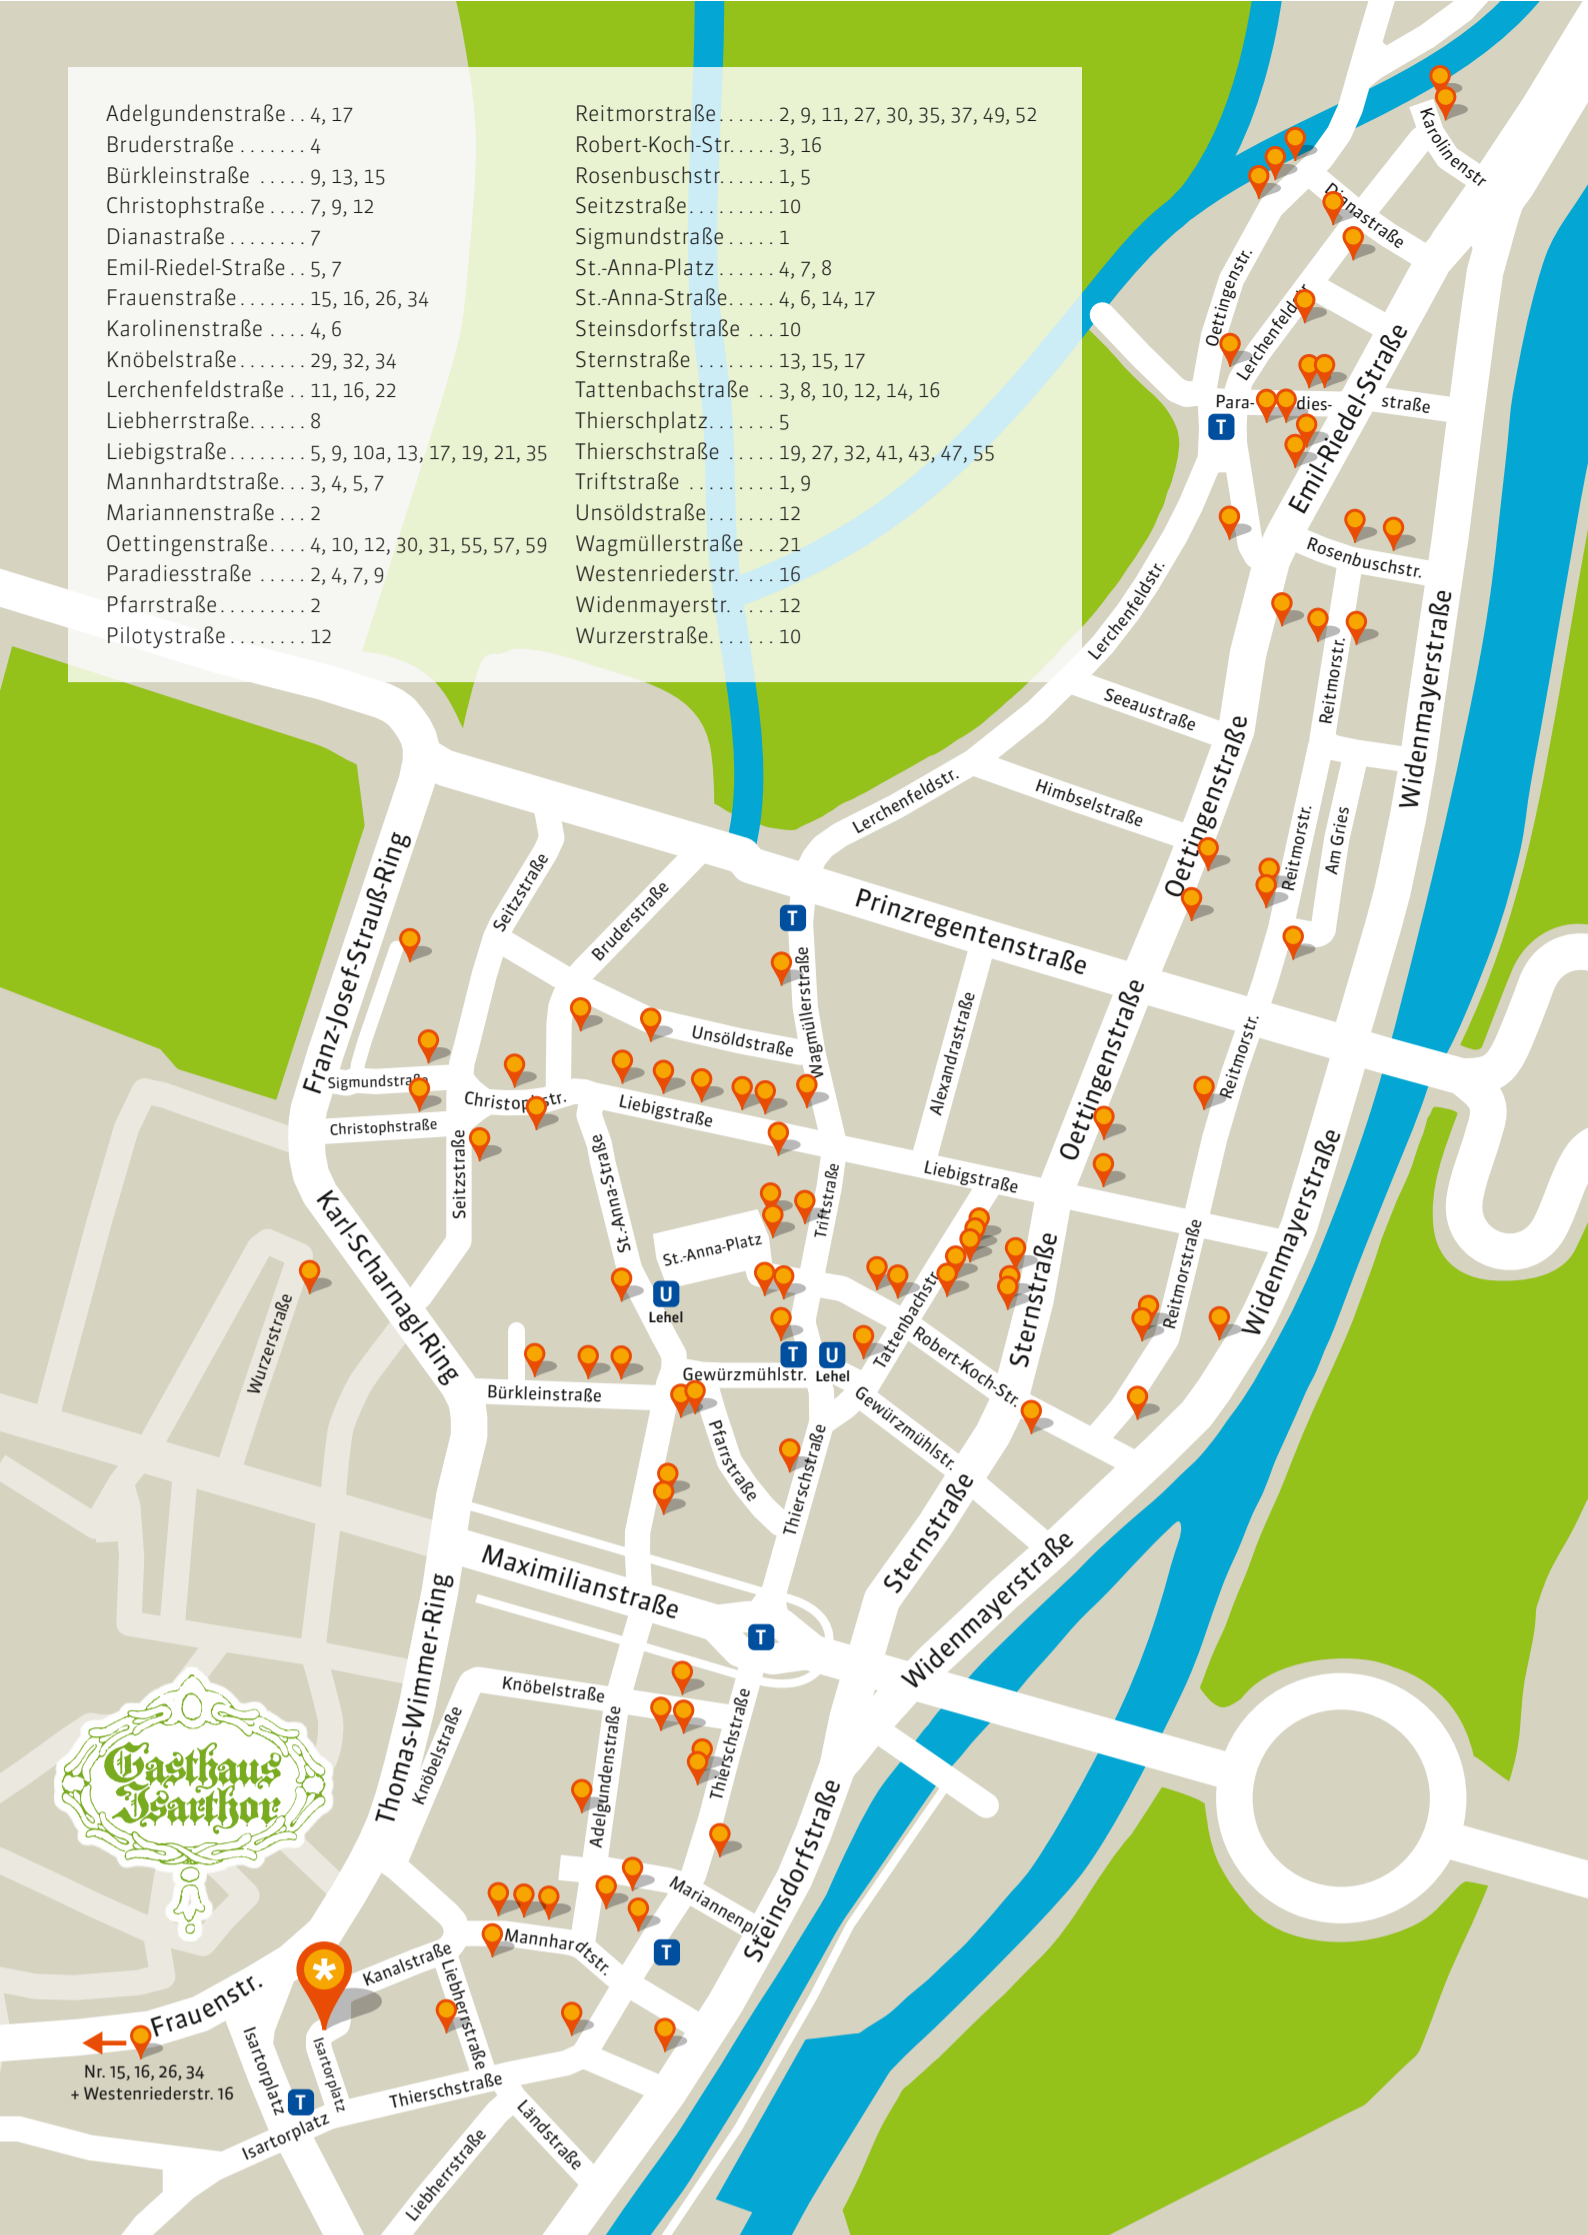 Adelgundenstraße . . 4, 17
Bruderstraße . . . . . . . 4
Bürkleinstraße . . . . . 9, 13, 15
Christophstraße . . . . 7, 9, 12
Dianastraße . . . . . . . . 7
Emil-Riedel-Straße . . 5, 7
Frauenstraße . . . . . . . 15, 16, 26, 34
Karolinenstraße . . . . 4, 6
Knöbelstraße . . . . . . . 29, 32, 34
Lerchenfeldstraße . . 11, 16, 22
Liebherrstraße. . . . . . 8
Liebigstraße . . . . . . . . 5, 9, 10a, 13, 17, 19, 21, 35
Mannhardtstraße. . . 3, 4, 5, 7
Mariannenstraße . . . 2
Oettingenstraße. . . . 4, 10, 12, 30, 31, 55, 57, 59
Paradiesstraße . . . . . 2, 4, 7, 9
Pfarrstraße . . . . . . . . . 2
Pilotystraße . . . . . . . . 12
Reitmorstraße . . . . . . 2, 9, 11, 27, 30, 35, 37, 49, 52
Robert-Koch-Str. . . . . 3, 16
Rosenbuschstr. . . . . . 1, 5
Seitzstraße. . . . . . . . . 10
Sigmundstraße . . . . . 1
St.-Anna-Platz . . . . . . 4, 7, 8
St.-Anna-Straße. . . . . 4, 6, 14, 17
Steinsdorfstraße . . . 10
Sternstraße . . . . . . . . 13, 15, 17
Tattenbachstraße . . 3, 8, 10, 12, 14, 16
Thierschplatz. . . . . . . 5
Thierschstraße . . . . . 19, 27, 32, 41, 43, 47, 55
Triftstraße . . . . . . . . . 1, 9
Unsöldstraße. . . . . . . 12
Wagmüllerstraße . . . 21
Westenriederstr. . . . 16
Widenmayerstr. . . . . 12
Wurzerstraße. . . . . . . 10
Karolinenstr
Dianastraße
Oettingenstr.
Lerchenfeldstr
Emil-Riedel-Straße
Para-
dies-
straße
T
Rosenbuschstr.
Lerchenfeldstr.
Reitmorstr.
Widenmayerstraße
Seeaustraße
Oettingenstraße
Himbselstraße
Lerchenfeldstr.
Reitmorstr.
Am Gries
Franz-Josef-Strauß-Ring
Seitzstraße
Bruderstraße
T
Prinzregentenstraße
Wagmüllerstraße
Unsöldstraße
Alexandrastraße
Oettingenstraße
Reitmorstr.
Sigmundstraße
Christophstr.
Christophstraße
Liebigstraße
Seitzstraße
St.-Anna-Straße
Triftstraße
Liebigstraße
Karl-Scharnagl-Ring
St.-Anna-Platz
U
Lehel
Wurzerstraße
Tattenbachstr.
Sternstraße
Reitmorstraße
Widenmayerstraße
Robert-Koch-Str.
T
U
Lehel
Gewürzmühlstr.
Bürkleinstraße
Gewürzmühlstr.
Pfarrstraße
Thierschstraße
Sternstraße
Maximilianstraße
Widenmayerstraße
T
Thomas-Wimmer-Ring
Knöbelstraße
Knöbelstraße
Adelgundenstraße
Thierschstraße
Gasthaus
Isarthor
Steinsdorfstraße
Mariannenpl.
Mannhardtstr.
T
Kanalstraße
Liebherrstraße
*
Frauenstr.
Nr. 15, 16, 26, 34
+ Westenriederstr. 16
Isartorplatz
Isartorplatz
T
Isartorplatz
Thierschstraße
Ländstraße
Liebherrstraße